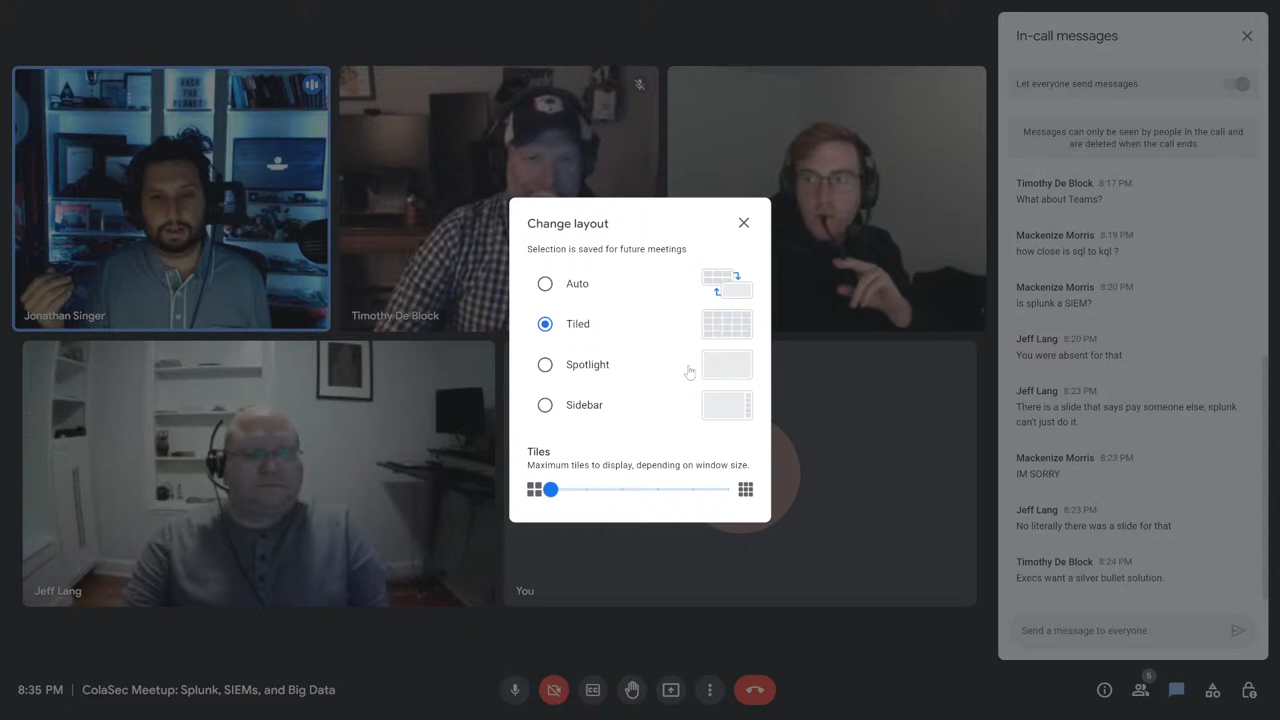 In-call messages
Let everyone send messages
Messages can only be seen by people in the call and
are deleted when the call ends
Timothy De Block 8:17 PM
What about Teams?
Mackenize Morris 8:19 PM
how close is sql to kql ?
Mackenize Morris 8:20 PM
is splunk a SIEM?
Jeff Lang 8:20 PM
You were absent for that
Jeff Lang 8:23 PM
There is a slide that says pay someone else, splunk
can't just do it.
Mackenize Morris 8:23 PM
IM SORRY
Jeff Lang 8:23 PM
No literally there was a slide for that
Timothy De Block 8:24 PM
Execs want a silver bullet solution.
Send a message to everyone
HACK
THE
PLANET
Jonathan Singer
Timothy De Block
Jeff Lang
You
Change layout
Selection is saved for future meetings
Auto
Tiled
Spotlight
Sidebar
Tiles
Maximum tiles to display, depending on window size.
8:35 PM | ColaSec Meetup: Splunk, SIEMs, and Big Data
CC
5